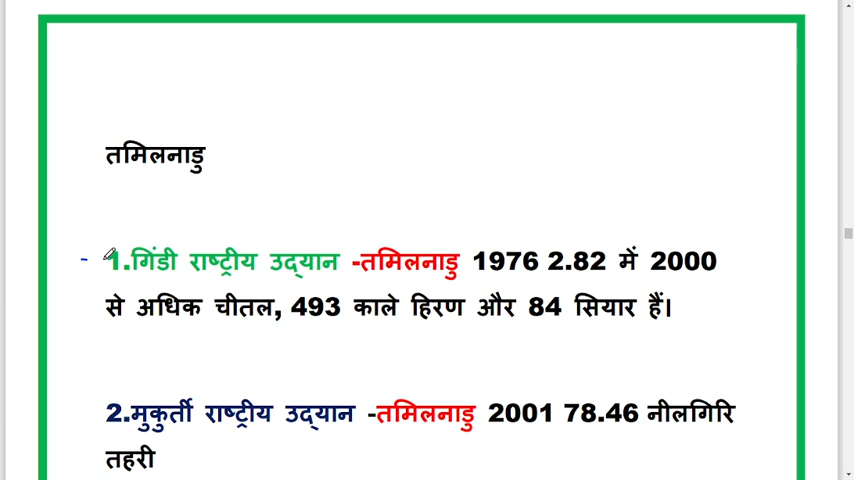 तमिलनाडु
1.गिंडी राष्ट्रीय उद्यान -तमिलनाडु 1976 2.82 में 2000
से अधिक चीतल, 493 काले हिरण और 84 सियार हैं।
2.मुकुर्ती राष्ट्रीय उद्यान -तमिलनाडु 2001 78.46 नीलगिरि
तहरी